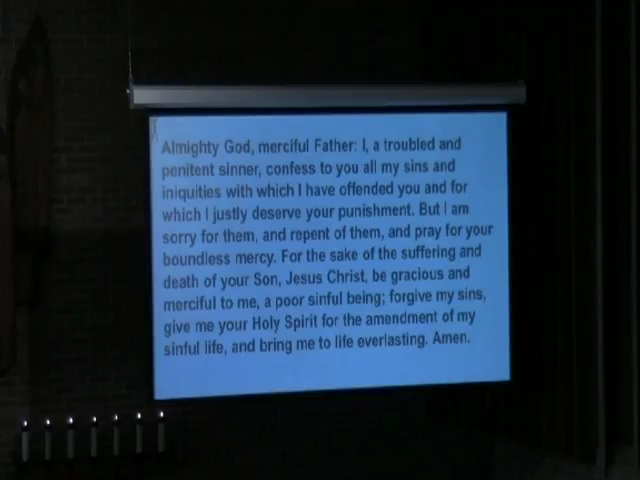 Almighty God, merciful Father: I, a troubled and
penitent sinner, confess to you all my sins and
iniquities with which I have offended you and for
which I justly deserve your punishment. But I am
sorry for them, and repent of them, and pray for your
boundless mercy. For the sake of the suffering and
death of your Son, Jesus Christ, be gracious and
merciful to me, a poor sinful being; forgive my sins,
give me your Holy Spirit for the amendment of my
sinful life, and bring me to life everlasting. Amen.